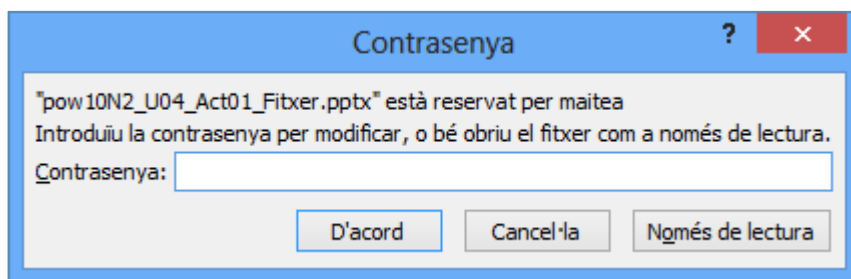 Contrasenya
?
"pow10N2_U04_Act01_Fitxer.pptx" està reservat per maitea
Introduïu la contrasenya per modificar, o bé obriu el fitxer com a només de lectura.
Contrasenya:
D'acord Cancel·la Només de lectura